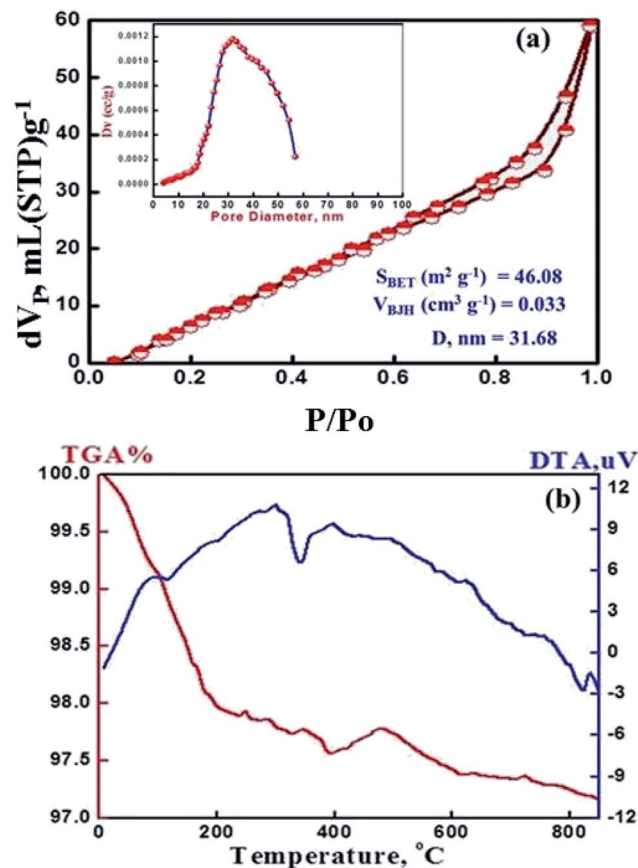 (a)
60
50
40
30
20
10
0
dV_P, mL(STP)g⁻¹
0.0012
0.0009
0.0006
0.0004
0.0002
0.0000
Dv (cc/g)
0 10 20 30 40 50 60 70 80 90 100
Pore Diameter, nm
S_BET (m² g⁻¹) = 46.08
V_BJH (cm³ g⁻¹) = 0.033
D, nm = 31.68
0.0 0.2 0.4 0.6 0.8 1.0
P/Po
TGA% DTA,uV
(b)
100.0 12
99.5 9
99.0 6
98.5 3
98.0 0
97.5 -3
97.0 -6
-9
-12
0 200 400 600 800
Temperature, °C